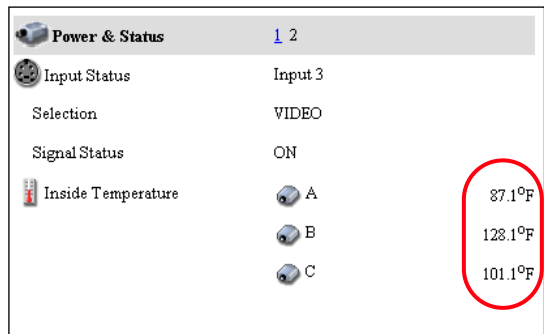 Power & Status 1 2
Input Status Input 3
Selection VIDEO
Signal Status ON
Inside Temperature A 87.1°F
B 128.1°F
C 101.1°F